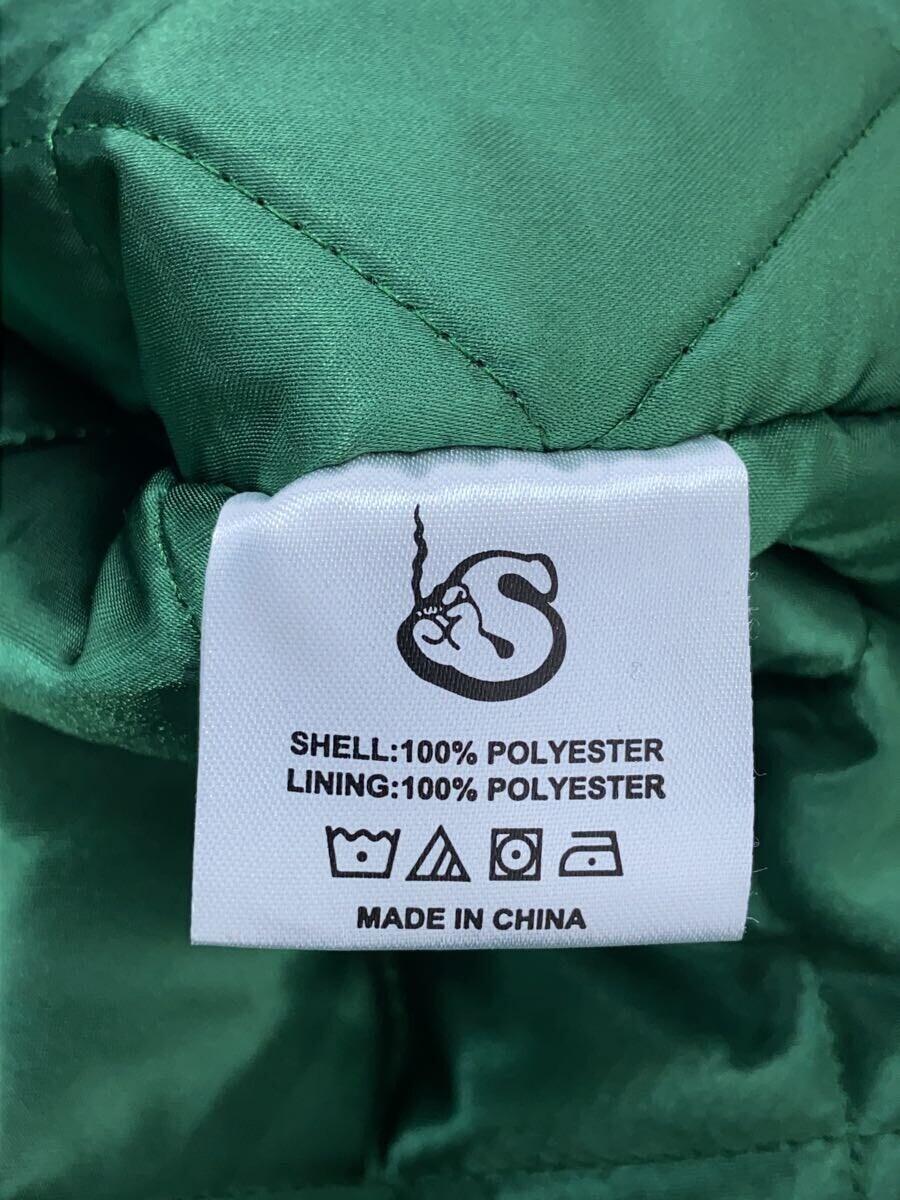 S
SHELL:100% POLYESTER
LINING:100% POLYESTER
MADE IN CHINA